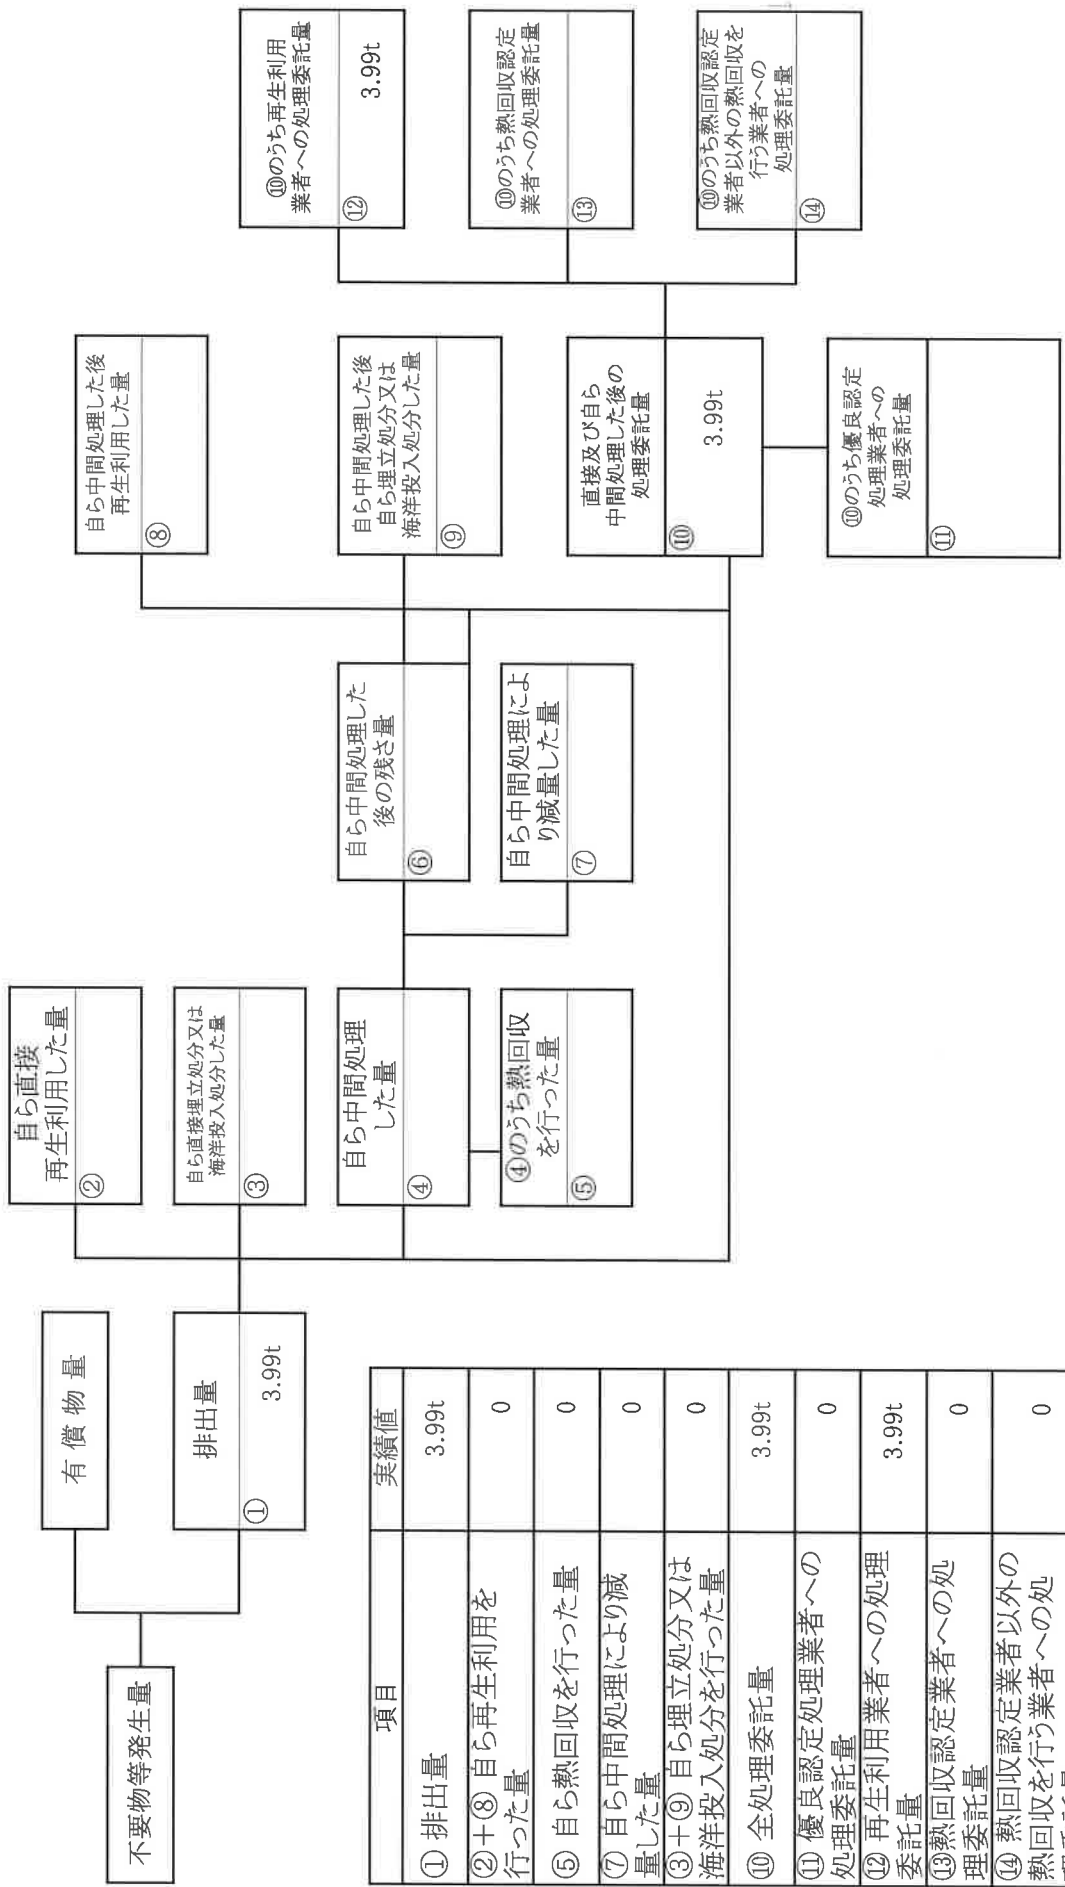 不要物等発生量
有償物量
排出量
①
3.99t
自ら直接
再生利用した量
②
自ら直接埋立処分又は
海洋投入処分した量
③
自ら中間処理
した量
④
④のうち熱回収
を行った量
⑤
自ら中間処理した
後の残さ量
⑥
自ら中間処理によ
り減量した量
⑦
自ら中間処理した後
再生利用した量
⑧
自ら中間処理した後
自ら埋立処分又は
海洋投入処分した量
⑨
直接及び自ら
中間処理した後の
処理委託量
⑩
3.99t
⑩のうち優良認定
処理業者への
処理委託量
⑪
⑩のうち再生利用
業者への処理委託量
⑫
3.99t
⑩のうち熱回収認定
業者への処理委託量
⑬
⑩のうち熱回収認定
業者以外の熱回収を
行う業者への
処理委託量
⑭
項目 実績値
① 排出量 3.99t
②＋⑧ 自ら再生利用を
行った量 0
⑤ 自ら熱回収を行った量 0
⑦ 自ら中間処理により減
量した量 0
③＋⑨ 自ら埋立処分又は
海洋投入処分を行った量 0
⑩ 全処理委託量 3.99t
⑪ 優良認定処理業者への
処理委託量 0
⑫ 再生利用業者への処理
委託量 3.99t
⑬熱回収認定業者への処
理委託量 0
⑭ 熱回収認定業者以外の
熱回収を行う業者への処 0